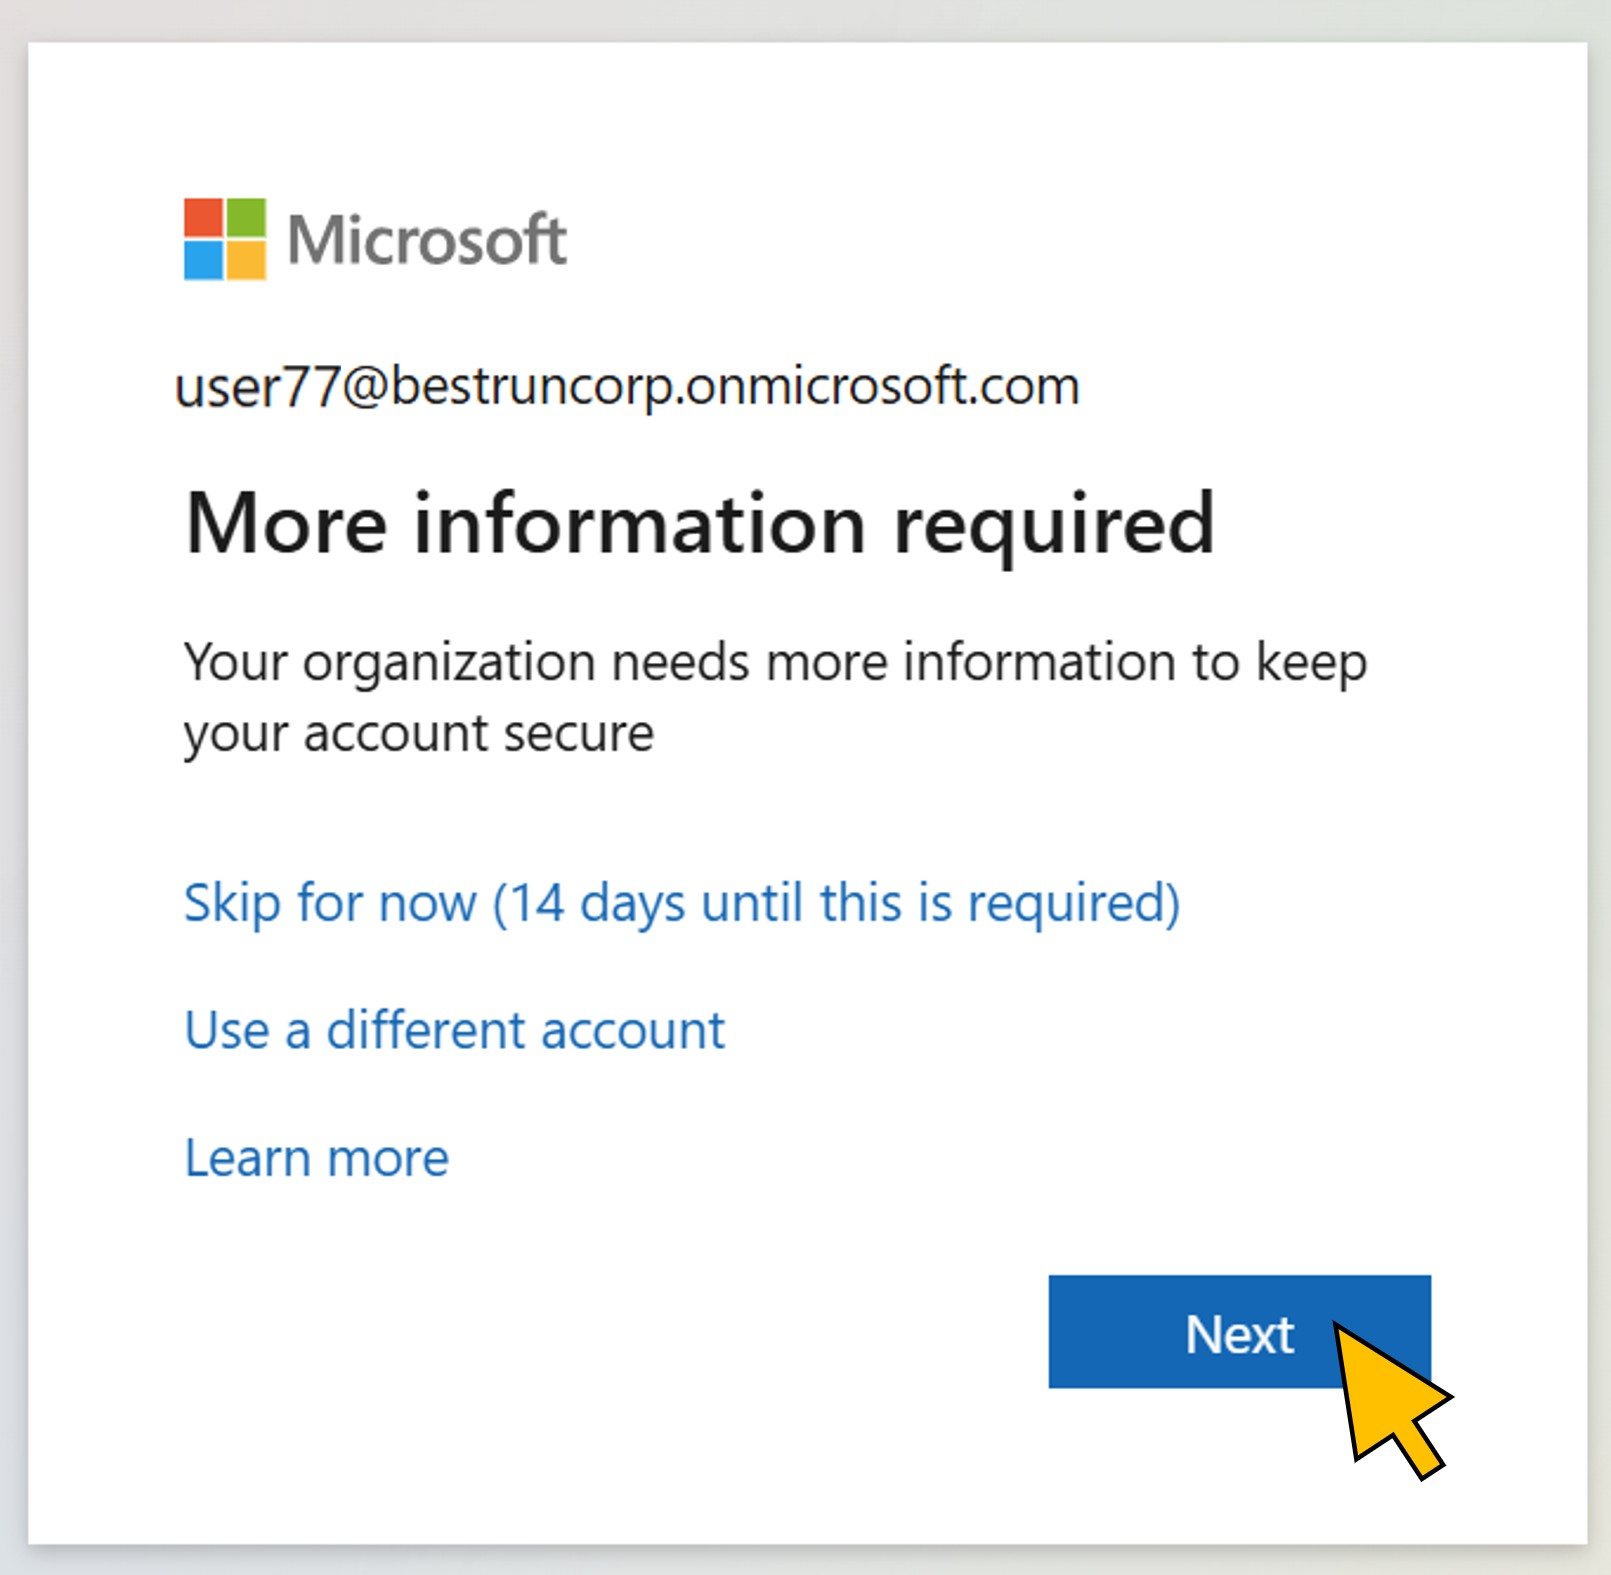 Microsoft
user77@bestruncorp.onmicrosoft.com
More information required
Your organization needs more information to keep
your account secure
Skip for now (14 days until this is required)
Use a different account
Learn more
Next